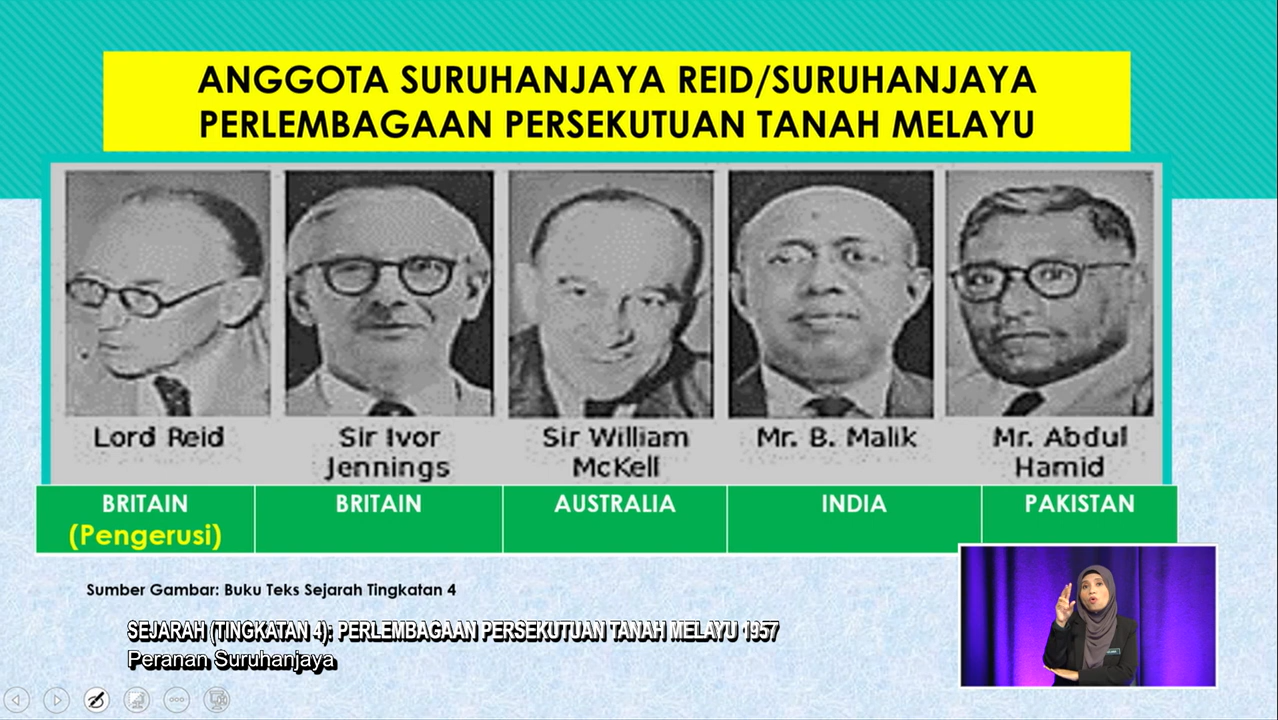 ANGGOTA SURUHANJAYA REID/SURUHANJAYA
PERLEMBAGAAN PERSEKUTUAN TANAH MELAYU
Lord Reid
Sir Ivor
Jennings
Sir William
McKell
Mr. B. Malik
Mr. Abdul
Hamid
BRITAIN
(Pengerusi)
BRITAIN
AUSTRALIA
INDIA
PAKISTAN
Sumber Gambar: Buku Teks Sejarah Tingkatan 4
SEJARAH (TINGKATAN 4): PERLEMBAGAAN PERSEKUTUAN TANAH MELAYU 1957
Peranan Suruhanjaya